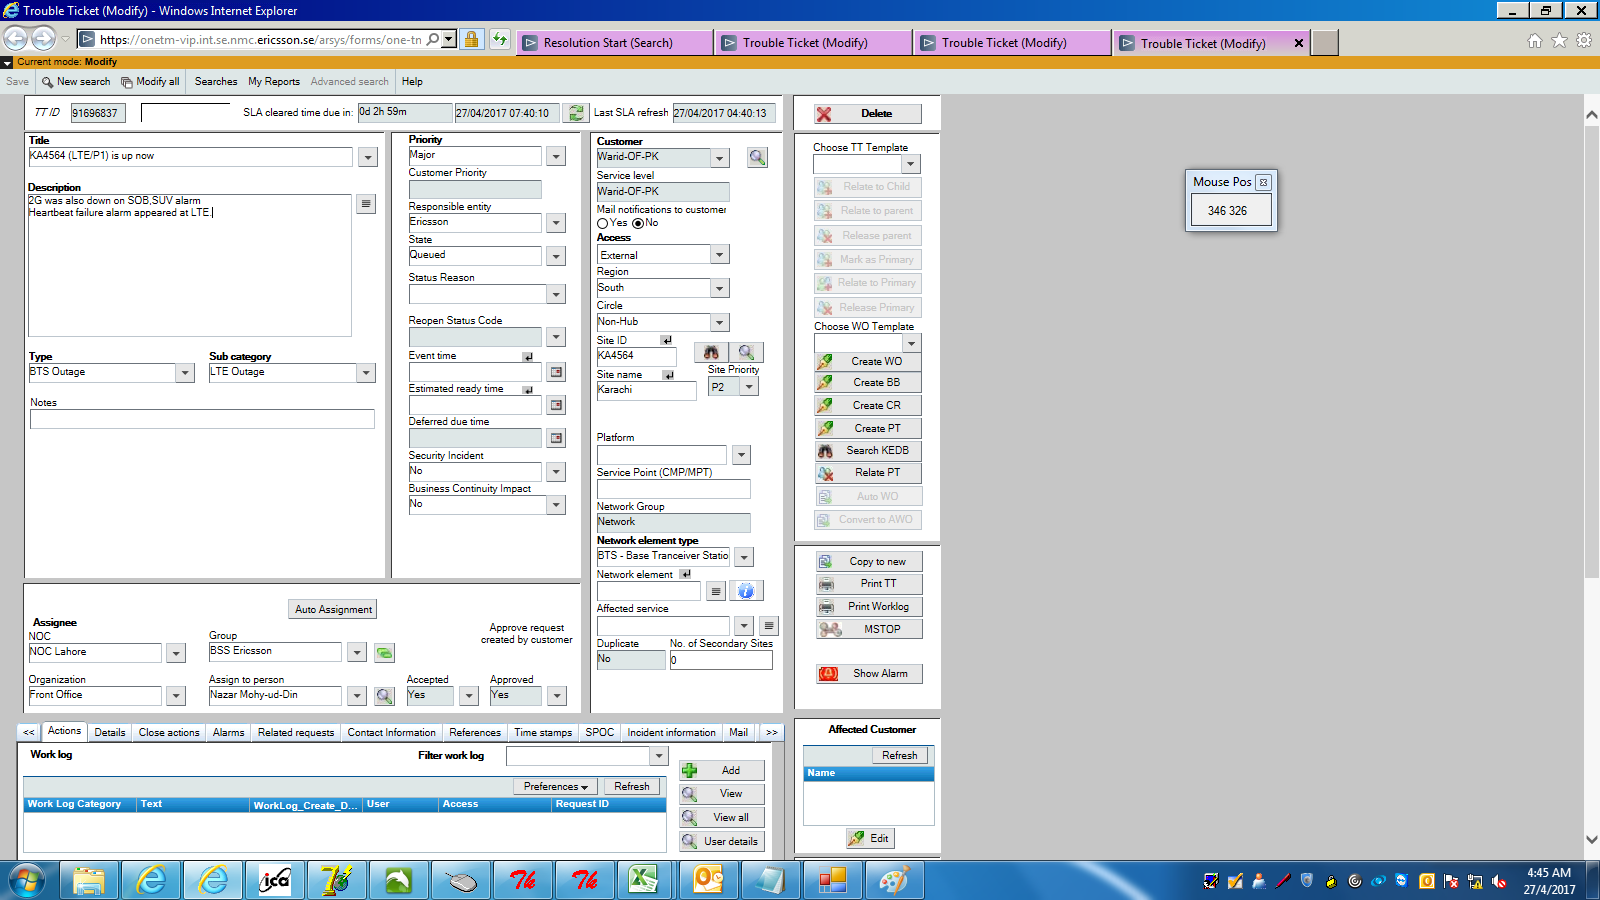 Trouble Ticket (Modify) - Windows Internet Explorer
https://onetm-vip.int.se.nmc.ericsson.se/arsys/forms/one-tn
Resolution Start (Search)
Trouble Ticket (Modify)
Trouble Ticket (Modify)
Trouble Ticket (Modify)
Current mode: Modify
Save New search Modify all Searches My Reports Advanced search Help
TT ID 91696837 SLA cleared time due in: 0d 2h 59m 27/04/2017 07:40:10 Last SLA refresh 27/04/2017 04:40:13
Title
KA4564 (LTE/P1) is up now
Description
2G was also down on SOB,SUV alarm
Heartbeat failure alarm appeared at LTE.
Type Sub category
BTS Outage LTE Outage
Notes
Priority
Major
Customer Priority
Responsible entity
Ericsson
State
Queued
Status Reason
Reopen Status Code
Event time
Estimated ready time
Deferred due time
Security Incident
No
Business Continuity Impact
No
Customer
Warid-OF-PK
Service level
Warid-OF-PK
Mail notifications to customer
Yes No
Access
External
Region
South
Circle
Non-Hub
Site ID
KA4564
Site name Site Priority
Karachi P2
Platform
Service Point (CMP/MPT)
Network Group
Network
Network element type
BTS - Base Tranceiver Statio
Network element
Affected service
Duplicate No. of Secondary Sites
No 0
Delete
Choose TT Template
Relate to Child
Relate to parent
Release parent
Mark as Primary
Relate to Primary
Release Primary
Choose WO Template
Create WO
Create BB
Create CR
Create PT
Search KEDB
Relate PT
Auto WO
Convert to AWO
Copy to new
Print TT
Print Worklog
MSTOP
Show Alarm
Mouse Pos
346 326
Auto Assignment
Assignee
NOC Group
NOC Lahore BSS Ericsson
Approve request
created by customer
Organization Assign to person Accepted Approved
Front Office Nazar Mohy-ud-Din Yes Yes
<< Actions Details Close actions Alarms Related requests Contact Information References Time stamps SPOC Incident information Mail >>
Work log Filter work log
Preferences Refresh
Work Log Category Text WorkLog_Create_D... User Access Request ID
Add
View
View all
User details
Affected Customer
Refresh
Name
Edit
ica
7
Tk
Tk
4:45 AM
27/4/2017